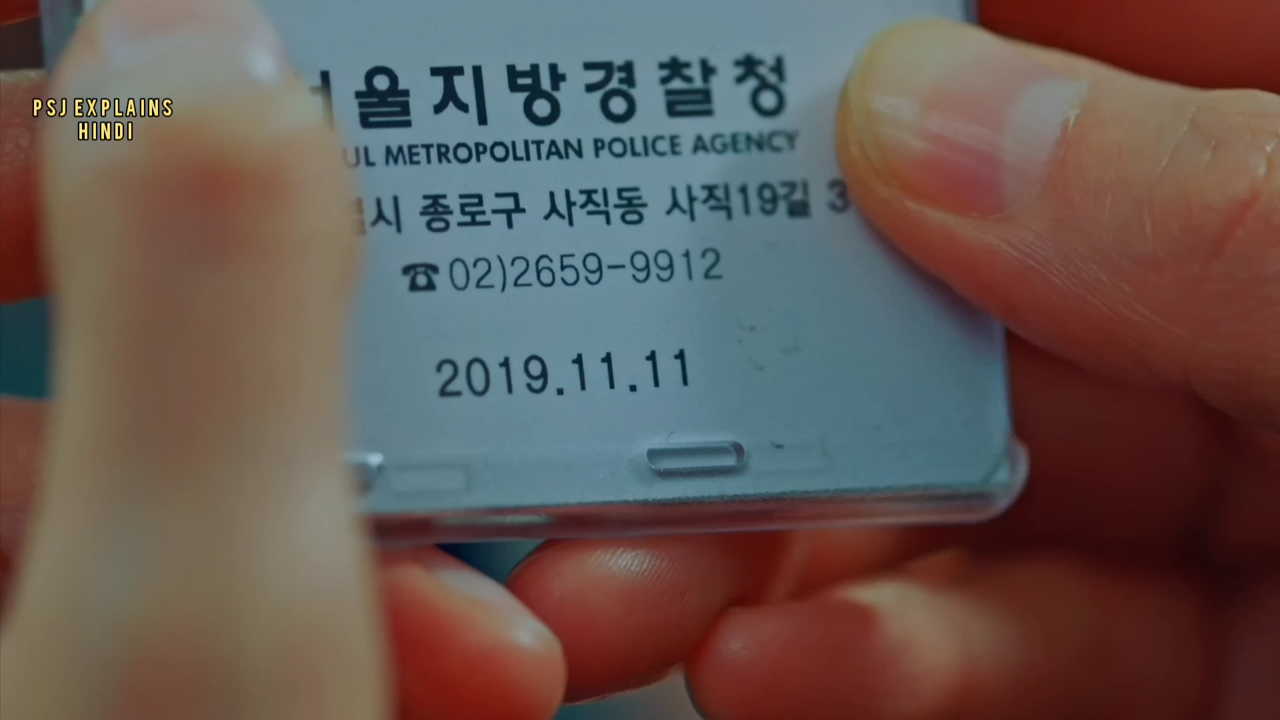 PSJ EXPLAINS
HINDI
울지방경찰청
UL METROPOLITAN POLICE AGENCY
시 종로구 사직동 사직19길 3
☎02)2659-9912
2019.11.11